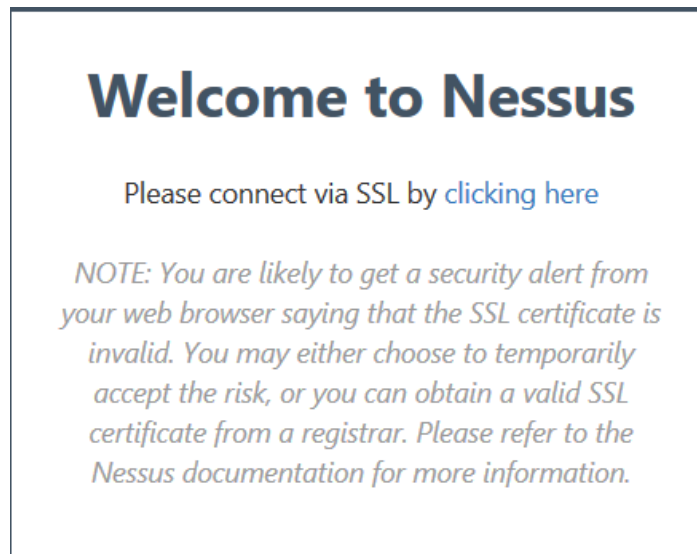 Welcome to Nessus
Please connect via SSL by clicking here
NOTE: You are likely to get a security alert from
your web browser saying that the SSL certificate is
invalid. You may either choose to temporarily
accept the risk, or you can obtain a valid SSL
certificate from a registrar. Please refer to the
Nessus documentation for more information.